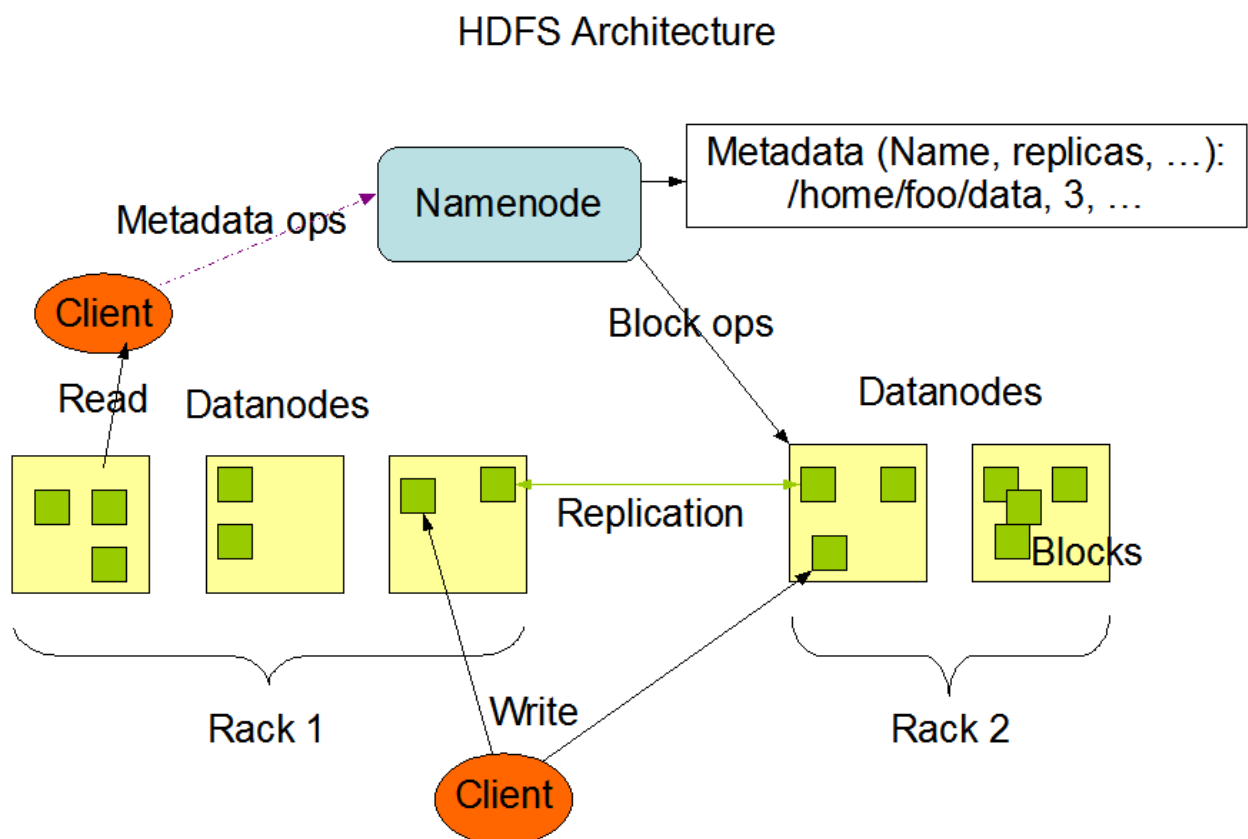 HDFS Architecture
Metadata (Name, replicas, …):
/home/foo/data, 3, …
Namenode
Metadata ops
Client
Block ops
Read
Datanodes
Datanodes
Replication
Blocks
Rack 1
Write
Rack 2
Client